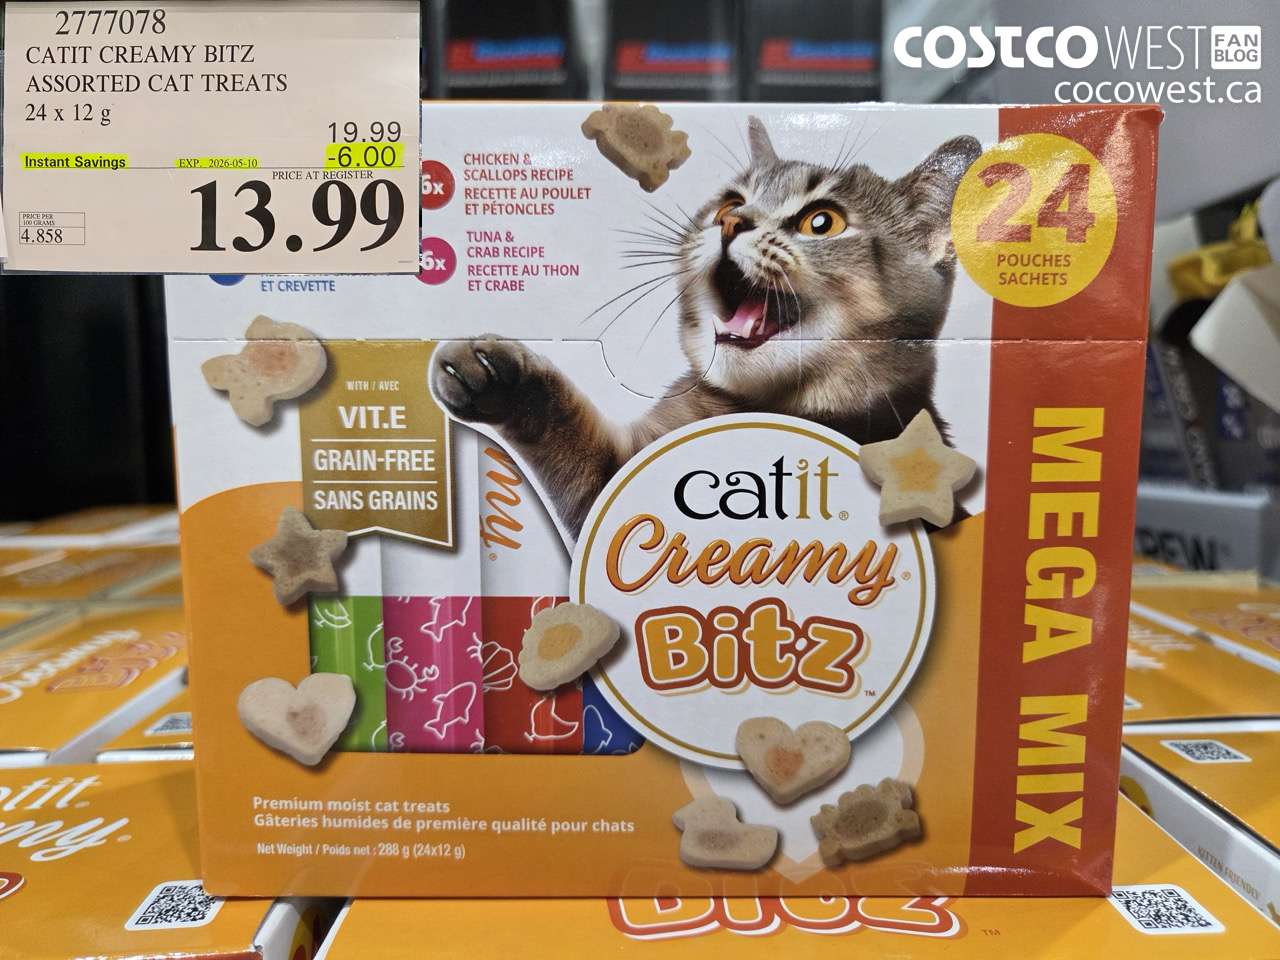 2777078
CATIT CREAMY BITZ
ASSORTED CAT TREATS
24 x 12 g
19.99
Instant Savings EXP. 2026-05-10 -6.00
PRICE AT REGISTER
13.99
PRICE PER
100 GRAMS
4.858
COSTCO WEST FAN BLOG
cocowest.ca
6x
CHICKEN &
SCALLOPS RECIPE
RECETTE AU POULET
ET PÉTONCLES
6x
TUNA &
CRAB RECIPE
RECETTE AU THON
ET CRABE
ET CREVETTE
24
POUCHES
SACHETS
WITH / AVEC
VIT.E
GRAIN-FREE
SANS GRAINS
my®
catit®
Creamy®
Bitz™
MEGA MIX
Premium moist cat treats
Gâteries humides de première qualité pour chats
Net Weight / Poids net : 288 g (24x12 g)
KITTEN FRIENDLY